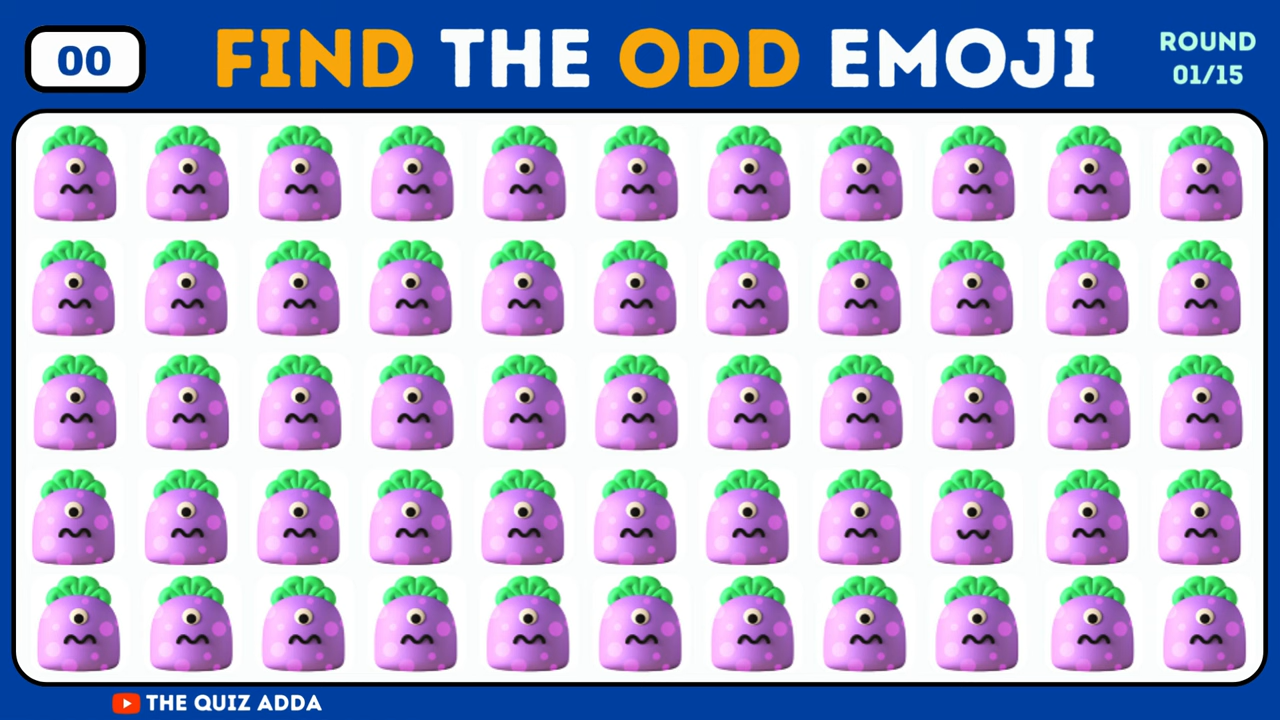 00
FIND THE ODD EMOJI
ROUND
01/15
THE QUIZ ADDA